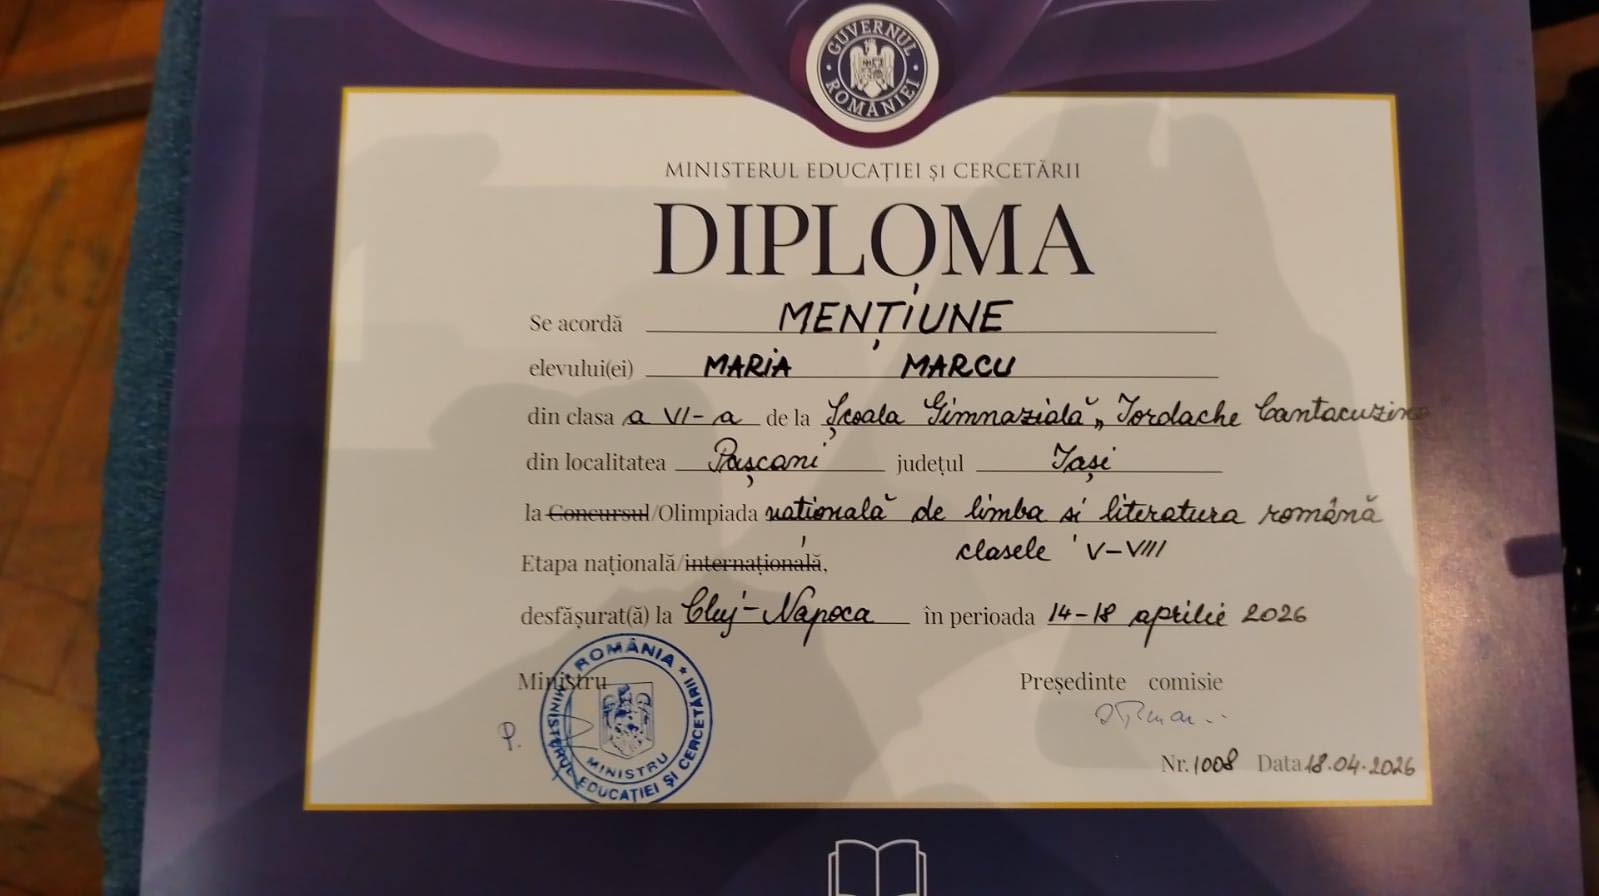 GUVERNUL ROMÂNIEI
MINISTERUL EDUCAȚIEI ȘI CERCETĂRII
DIPLOMA
Se acordă MENȚIUNE
elevului(ei) MARIA MARCU
din clasa a VI-a de la Școala Gimnazială „Iordache Cantacuzino
din localitatea Pașcani județul Iași
la Concursul/Olimpiada națională de limba și literatura română
clasele V-VIII
Etapa națională/internațională,
desfășurat(ă) la Cluj-Napoca în perioada 14-18 aprilie 2026
Ministru Președinte comisie
P.
ROMÂNIA * MINISTERUL EDUCAȚIEI ȘI CERCETĂRII
MINISTRU
Nr. 1008 Data 18.04.2026